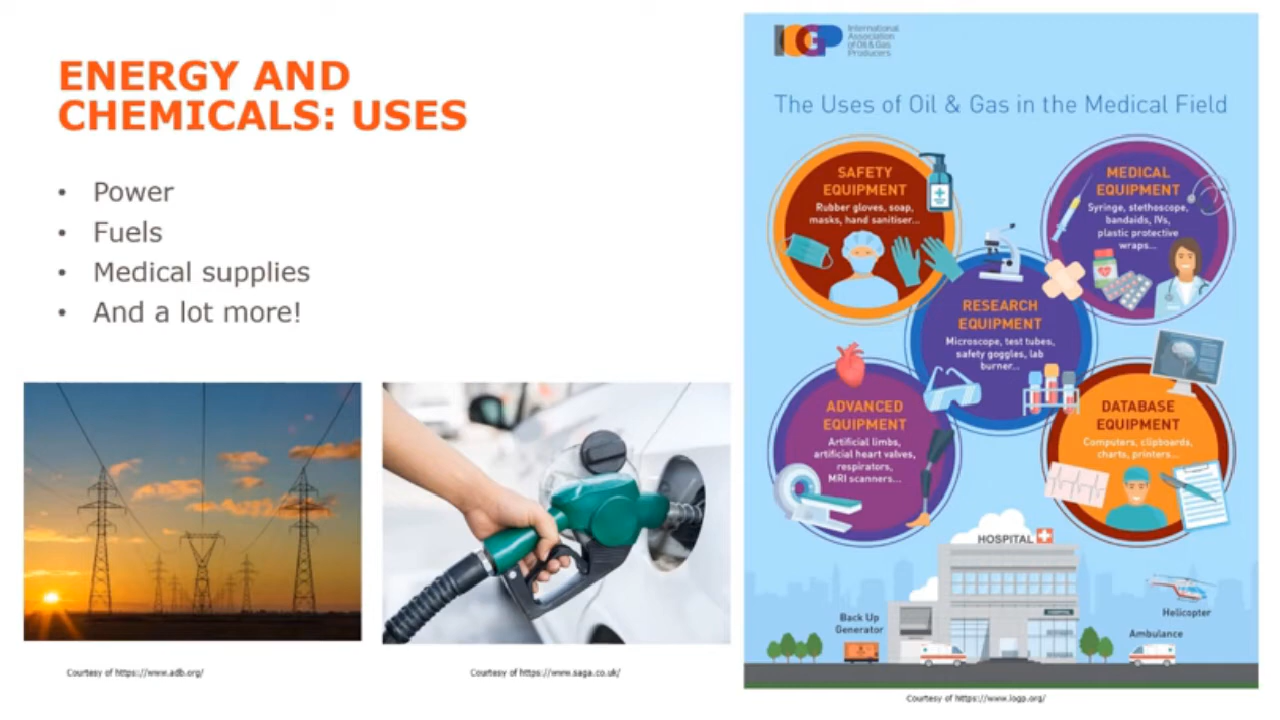 ENERGY AND
CHEMICALS: USES
• Power
• Fuels
• Medical supplies
• And a lot more!
Courtesy of https://www.adb.org/
Courtesy of https://www.saga.co.uk/
IOGP
International
Association
of Oil & Gas
Producers
The Uses of Oil & Gas in the Medical Field
SAFETY
EQUIPMENT
Rubber gloves, soap,
masks, hand sanitiser...
MEDICAL
EQUIPMENT
Syringe, stethoscope,
bandaids, IVs,
plastic protective
wraps...
RESEARCH
EQUIPMENT
Microscope, test tubes,
safety goggles, lab
burner...
ADVANCED
EQUIPMENT
Artificial limbs,
artificial heart valves,
respirators,
MRI scanners...
DATABASE
EQUIPMENT
Computers, clipboards,
charts, printers...
HOSPITAL
HOSPITAL
Back Up
Generator
Helicopter
Ambulance
Courtesy of https://www.iogp.org/